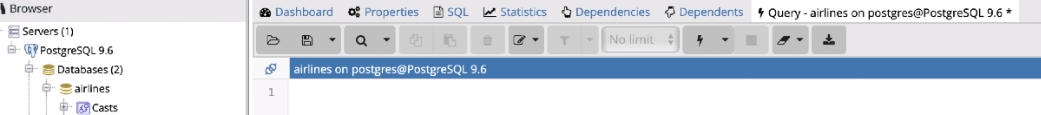 Browser
Dashboard Properties SQL Statistics Dependencies Dependents Query - airlines on postgres@PostgreSQL 9.6 *
Servers (1)
PostgreSQL 9.6
No limit
Databases (2)
airlines on postgres@PostgreSQL 9.6
airlines
1
Casts